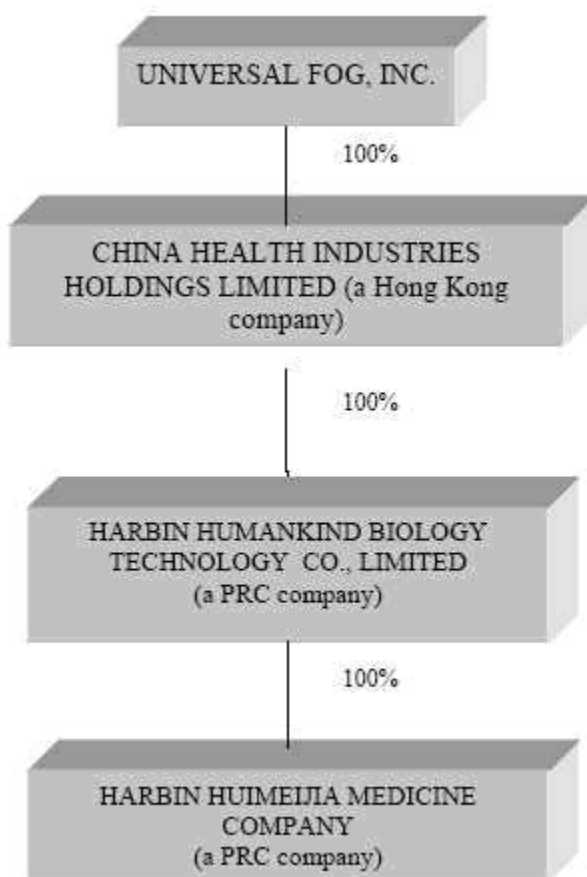 UNIVERSAL FOG, INC.
100%
CHINA HEALTH INDUSTRIES
HOLDINGS LIMITED (a Hong Kong
company)
100%
HARBIN HUMANKIND BIOLOGY
TECHNOLOGY CO., LIMITED
(a PRC company)
100%
HARBIN HUIMEIJIA MEDICINE
COMPANY
(a PRC company)